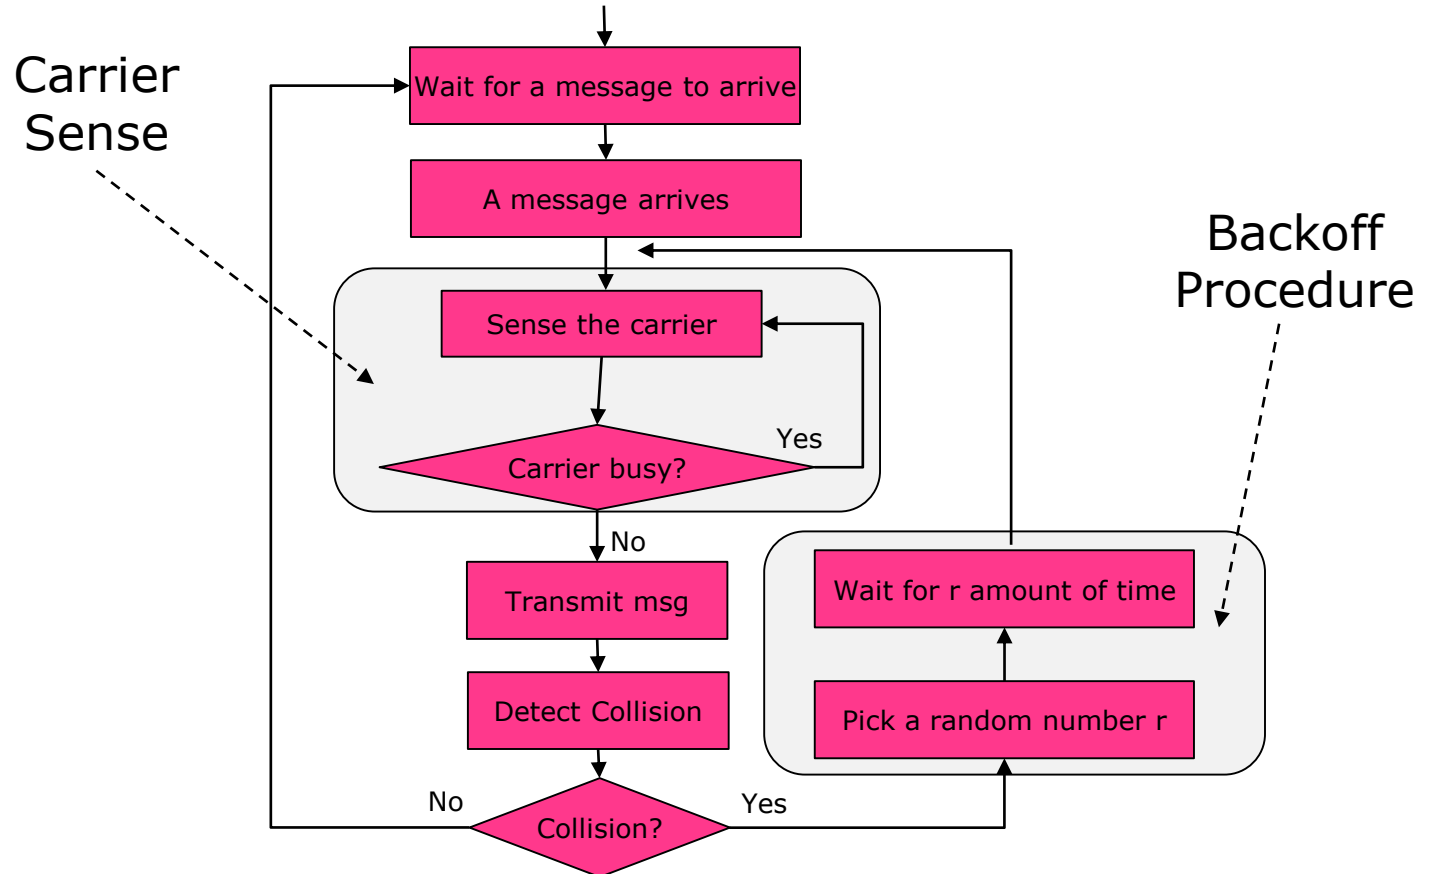 Carrier
Sense
Wait for a message to arrive
A message arrives
Backoff
Procedure
Sense the carrier
Yes
Carrier busy?
No
Wait for r amount of time
Transmit msg
Detect Collision
Pick a random number r
No
Yes
Collision?